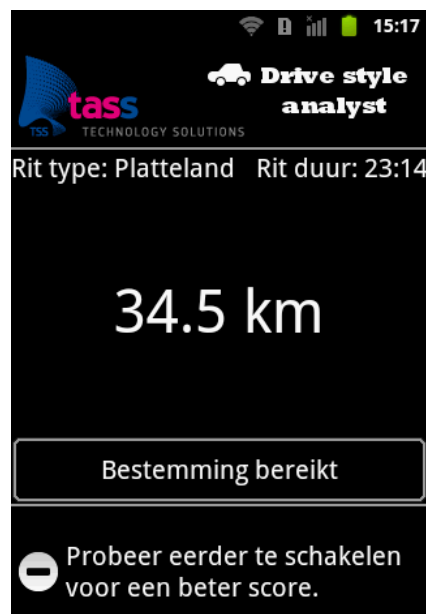 15:17
Drive style
analyst
tass
TSS TECHNOLOGY SOLUTIONS
Rit type: Platteland Rit duur: 23:14
34.5 km
Bestemming bereikt
Probeer eerder te schakelen
voor een beter score.